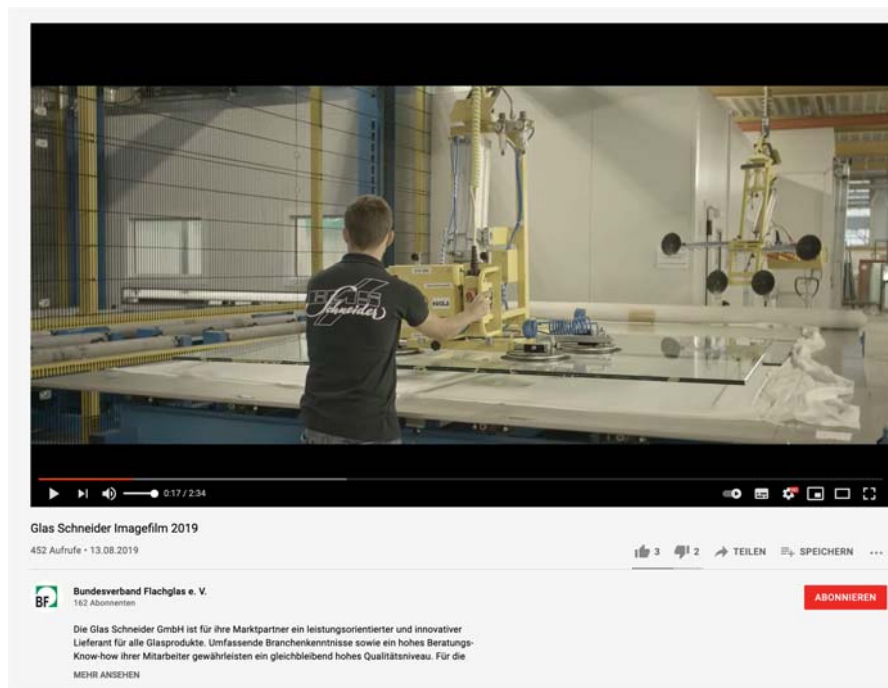 GLAS
Schneider
0:17 / 2:34
Glas Schneider Imagefilm 2019
452 Aufrufe • 13.08.2019
3 2 TEILEN SPEICHERN
BF
Bundesverband Flachglas e. V.
162 Abonnenten
ABONNIEREN
Die Glas Schneider GmbH ist für ihre Marktpartner ein leistungsorientierter und innovativer
Lieferant für alle Glasprodukte. Umfassende Branchenkenntnisse sowie ein hohes Beratungs-
Know-how ihrer Mitarbeiter gewährleisten ein gleichbleibend hohes Qualitätsniveau. Für die
MEHR ANSEHEN